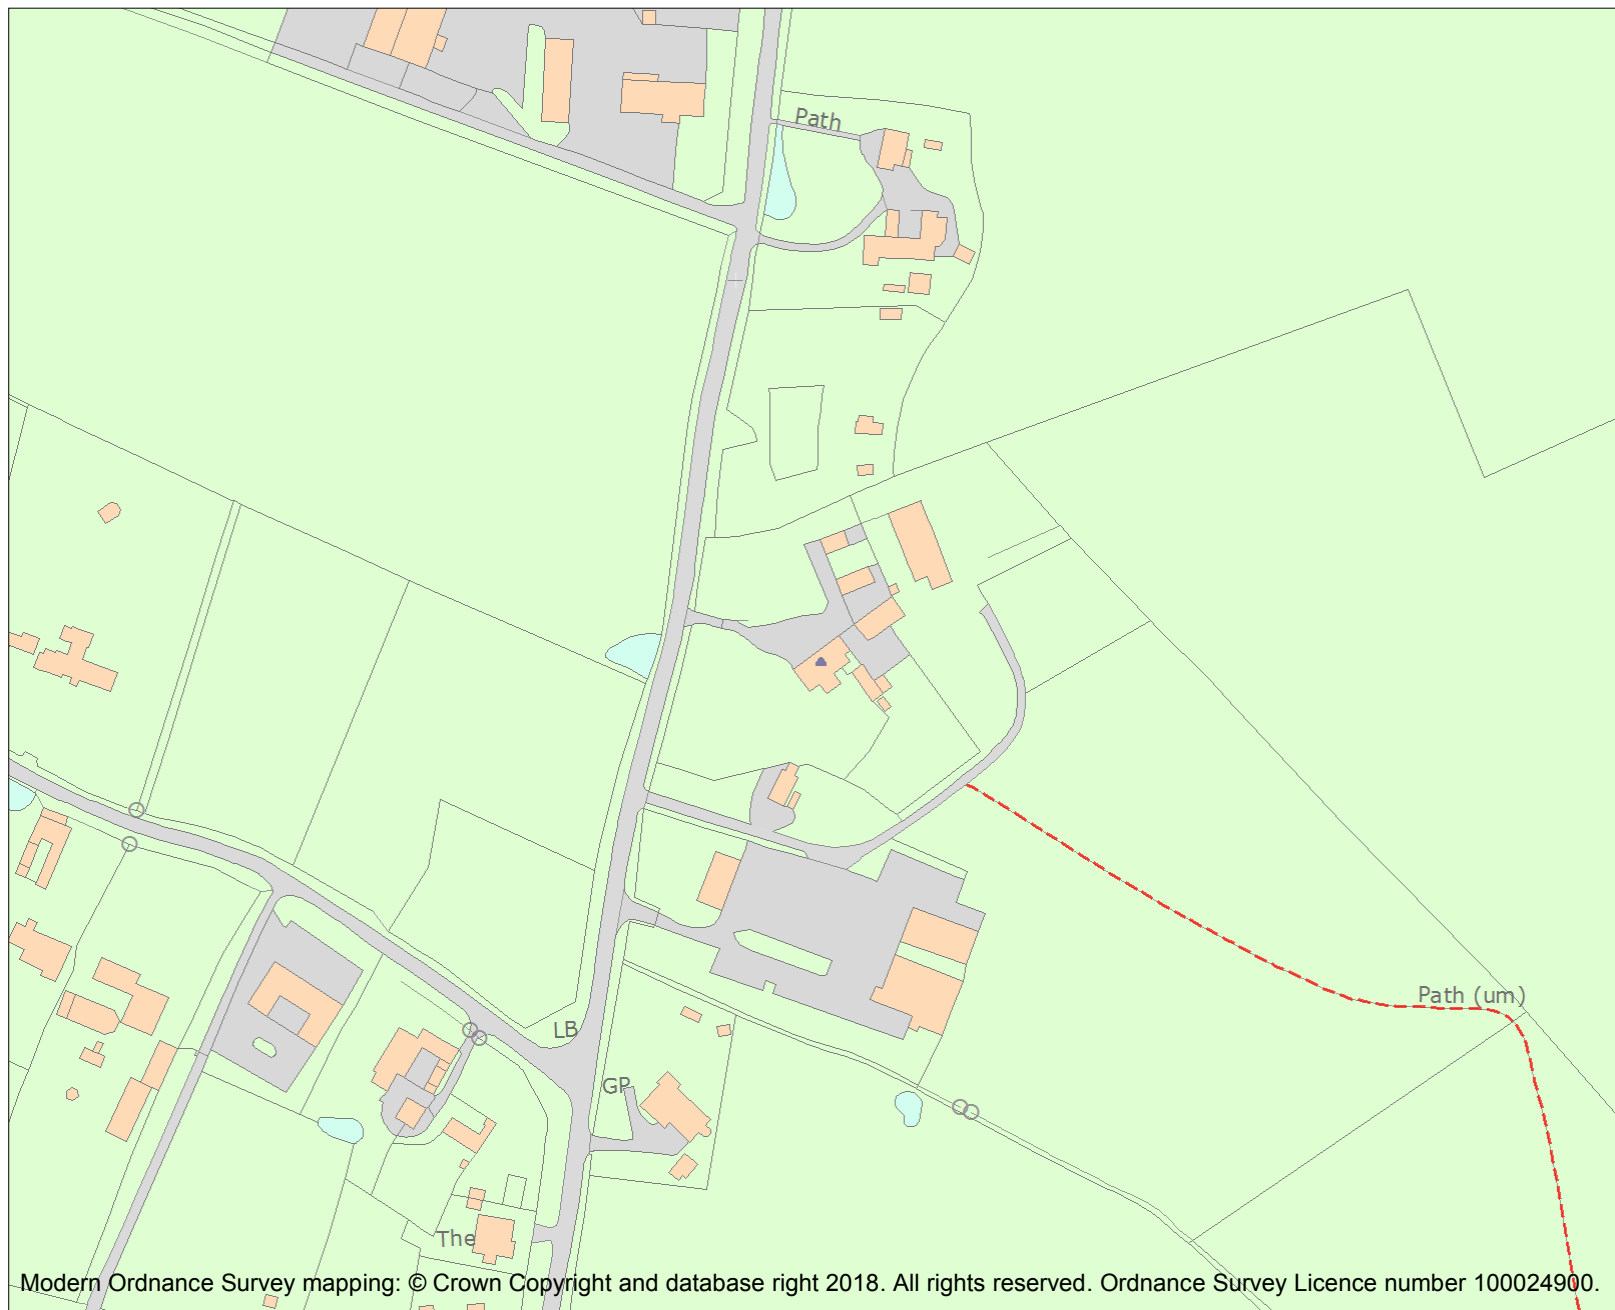 Path
Path (um)
LB
GP
The
Modern Ordnance Survey mapping: © Crown Copyright and database right 2018. All rights reserved. Ordnance Survey Licence number 100024900.